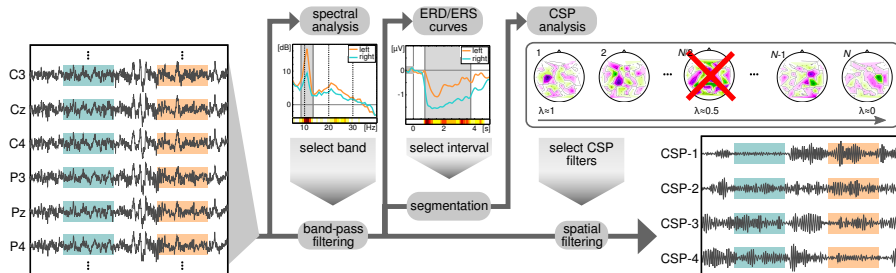 spectral
analysis
ERD/ERS
curves
CSP
analysis
C3
Cz
C4
P3
Pz
P4
[dB]
left
right
10
0
10
20
30
[Hz]
[µV]
left
right
0
-1
0
2
4
[s]
1
2
N/2
N-1
N
λ≈1
λ≈0.5
λ≈0
select band
select interval
select CSP
filters
segmentation
band-pass
filtering
spatial
filtering
CSP-1
CSP-2
CSP-3
CSP-4